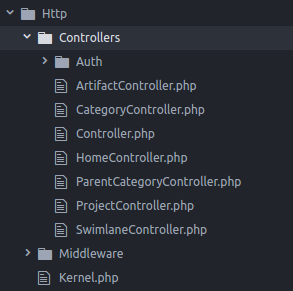 Http
Controllers
Auth
ArtifactController.php
CategoryController.php
Controller.php
HomeController.php
ParentCategoryController.php
ProjectController.php
SwimlaneController.php
Middleware
Kernel.php